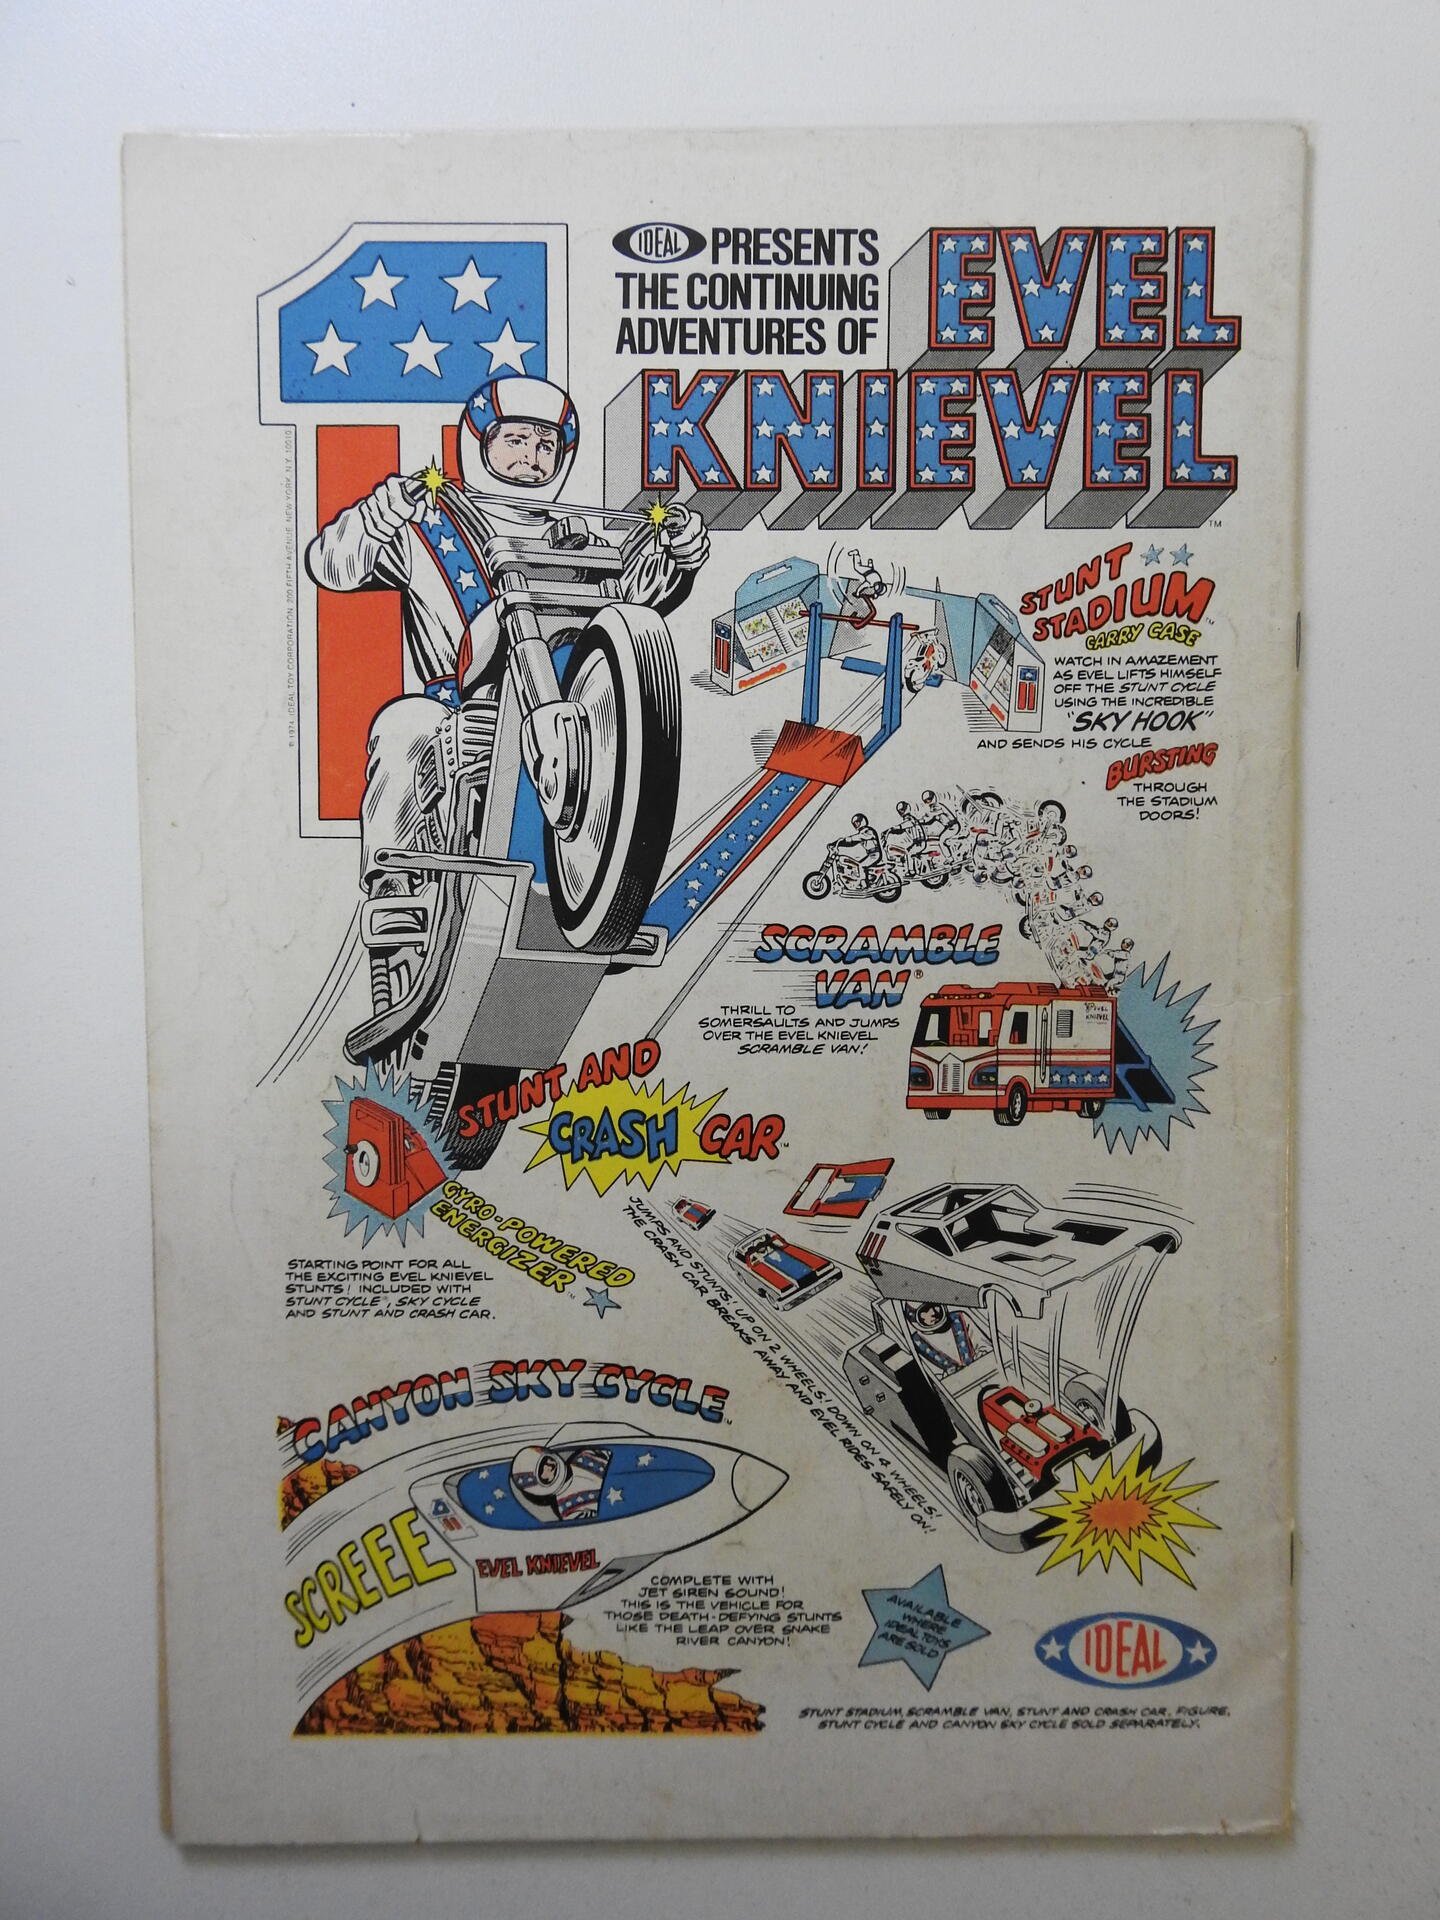 IDEAL PRESENTS
THE CONTINUING
ADVENTURES OF
EVEL
KNIEVEL
TM
© 1974, IDEAL TOY CORPORATION, 200 FIFTH AVENUE, NEW YORK, N.Y. 10010
STUNT
STADIUM TM
CARRY CASE
WATCH IN AMAZEMENT
AS EVEL LIFTS HIMSELF
OFF THE STUNT CYCLE
USING THE INCREDIBLE
"SKY HOOK"
AND SENDS HIS CYCLE
BURSTING
THROUGH
THE STADIUM
DOORS!
SCRAMBLE
VAN®
THRILL TO
SOMERSAULTS AND JUMPS
OVER THE EVEL KNIEVEL
SCRAMBLE VAN!
EVEL
KNIEVEL
STUNT AND
CRASH CAR TM
GYRO-POWERED
ENERGIZER TM
STARTING POINT FOR ALL
THE EXCITING EVEL KNIEVEL
STUNTS! INCLUDED WITH
STUNT CYCLE®, SKY CYCLE
AND STUNT AND CRASH CAR.
JUMPS AND STUNTS! UP ON 2 WHEELS! DOWN ON 4 WHEELS!
THE CRASH CAR BREAKS AWAY AND EVEL RIDES SAFELY ON!
CANYON SKY CYCLE TM
SCREEE
EVEL KNIEVEL
COMPLETE WITH
JET SIREN SOUND!
THIS IS THE VEHICLE FOR
THOSE DEATH-DEFYING STUNTS
LIKE THE LEAP OVER SNAKE
RIVER CANYON!
AVAILABLE
WHERE
IDEAL TOYS
ARE SOLD
IDEAL
STUNT STADIUM, SCRAMBLE VAN, STUNT AND CRASH CAR, FIGURE,
STUNT CYCLE AND CANYON SKY CYCLE SOLD SEPARATELY.